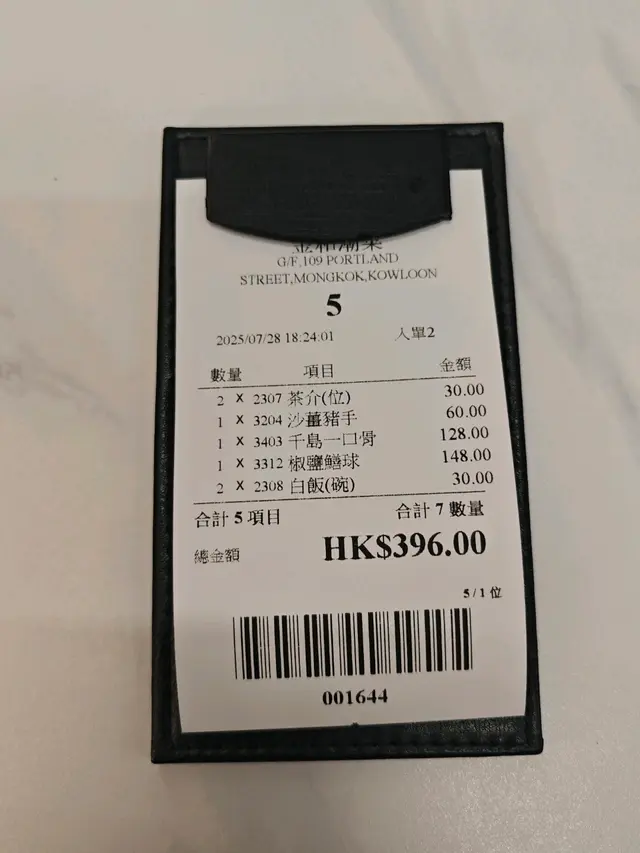 G/F,109 PORTLAND
STREET,MONGKOK,KOWLOON
5
2025/07/28 18:24:01 入單2
數量 項目 金額
2 X 2307 茶介(位) 30.00
1 X 3204 沙薑豬手 60.00
1 X 3403 千島一口骨 128.00
1 X 3312 椒鹽鱔球 148.00
2 X 2308 白飯(碗) 30.00
合計 5 項目 合計 7 數量
總金額 HK$396.00
5 / 1 位
001644